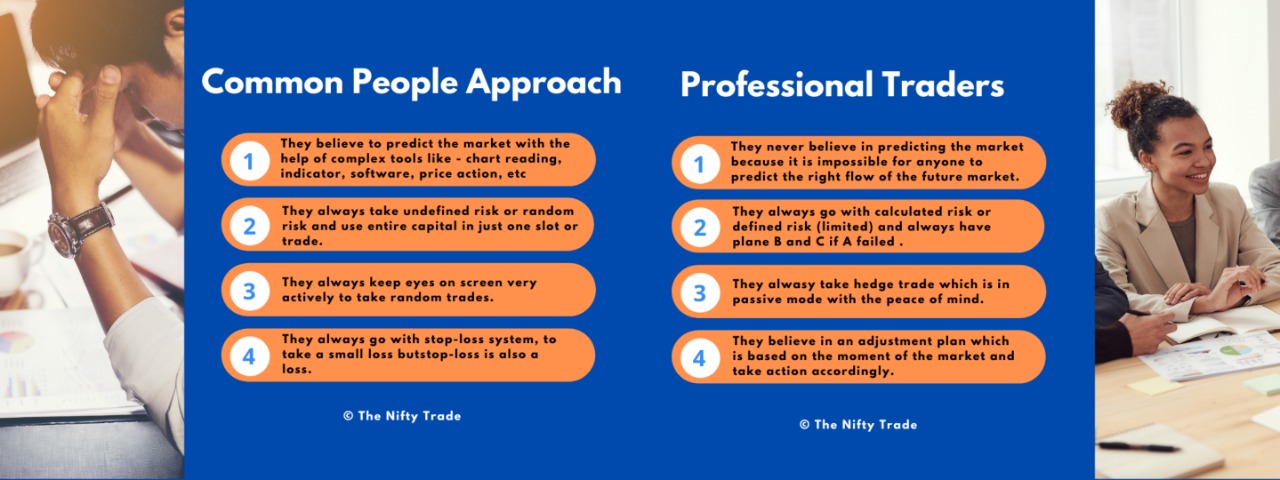 Common People Approach
1
They believe to predict the market with the
help of complex tools like - chart reading,
indicator, software, price action, etc
2
They always take undefined risk or random
risk and use entire capital in just one slot or
trade.
3
They always keep eyes on screen very
actively to take random trades.
4
They always go with stop-loss system, to
take a small loss butstop-loss is also a
loss.
© The Nifty Trade
Professional Traders
1
They never believe in predicting the market
because it is impossible for anyone to
predict the right flow of the future market.
2
They always go with calculated risk or
defined risk (limited) and always have
plane B and C if A failed .
3
They alwasy take hedge trade which is in
passive mode with the peace of mind.
4
They believe in an adjustment plan which
is based on the moment of the market and
take action accordingly.
© The Nifty Trade